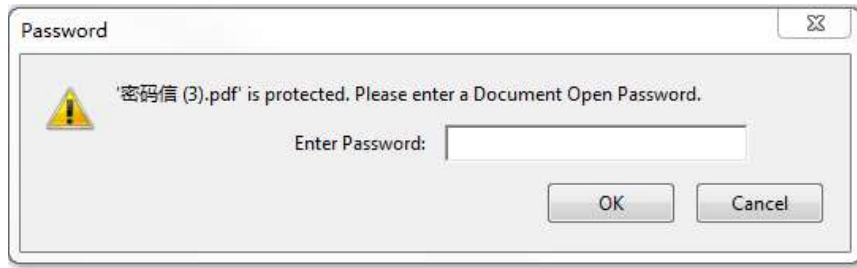 Password
'密码信 (3).pdf' is protected. Please enter a Document Open Password.
Enter Password:
OK
Cancel